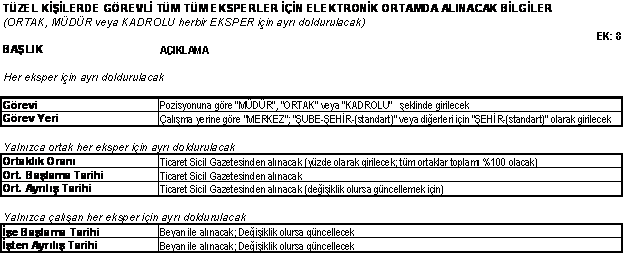 TÜZEL KİŞİLERDE GÖREVLİ TÜM TÜM EKSPERLER İÇİN ELEKTRONİK ORTAMDA ALINACAK BİLGİLER
(ORTAK, MÜDÜR veya KADROLU herbir EKSPER için ayrı doldurulacak)
EK: 8
BAŞLIK AÇIKLAMA
Her eksper için ayrı doldurulacak
Görevi Pozisyonuna göre "MÜDÜR", "ORTAK" veya "KADROLU" şeklinde girilecek
Görev Yeri Çalışma yerine göre "MERKEZ"; "ŞUBE-ŞEHİR-(standart)" veya diğerleri için "ŞEHİR-(standart)" olarak girilecek
Yalnızca ortak her eksper için ayrı doldurulacak
Ortaklık Oranı Ticaret Sicil Gazetesinden alınacak (yüzde olarak girilecek; tüm ortaklar toplamı %100 olacak)
Ort. Başlama Tarihi Ticaret Sicil Gazetesinden alınacak
Ort. Ayrılış Tarihi Ticaret Sicil Gazetesinden alınacak (değişiklik olursa güncellemek için)
Yalnızca çalışan her eksper için ayrı doldurulacak
İşe Başlama Tarihi Beyan ile alınacak; Değişiklik olursa güncellecek
İşten Ayrılış Tarihi Beyan ile alınacak; Değişiklik olursa güncellecek